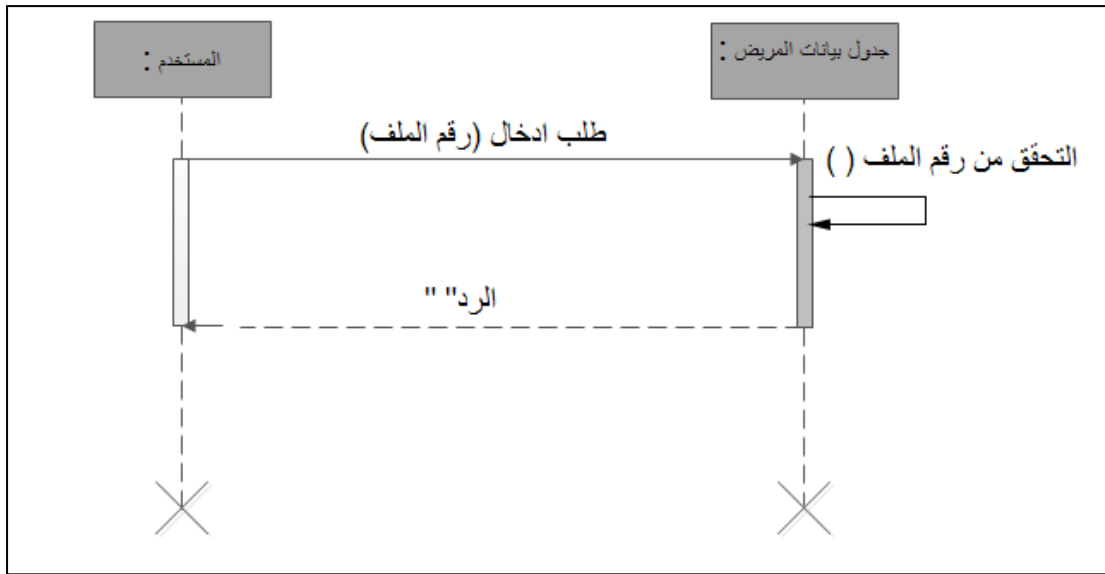 المستخدم :
جدول بيانات المريض :
طلب ادخال (رقم الملف)
التحقق من رقم الملف ( )
الرد" "